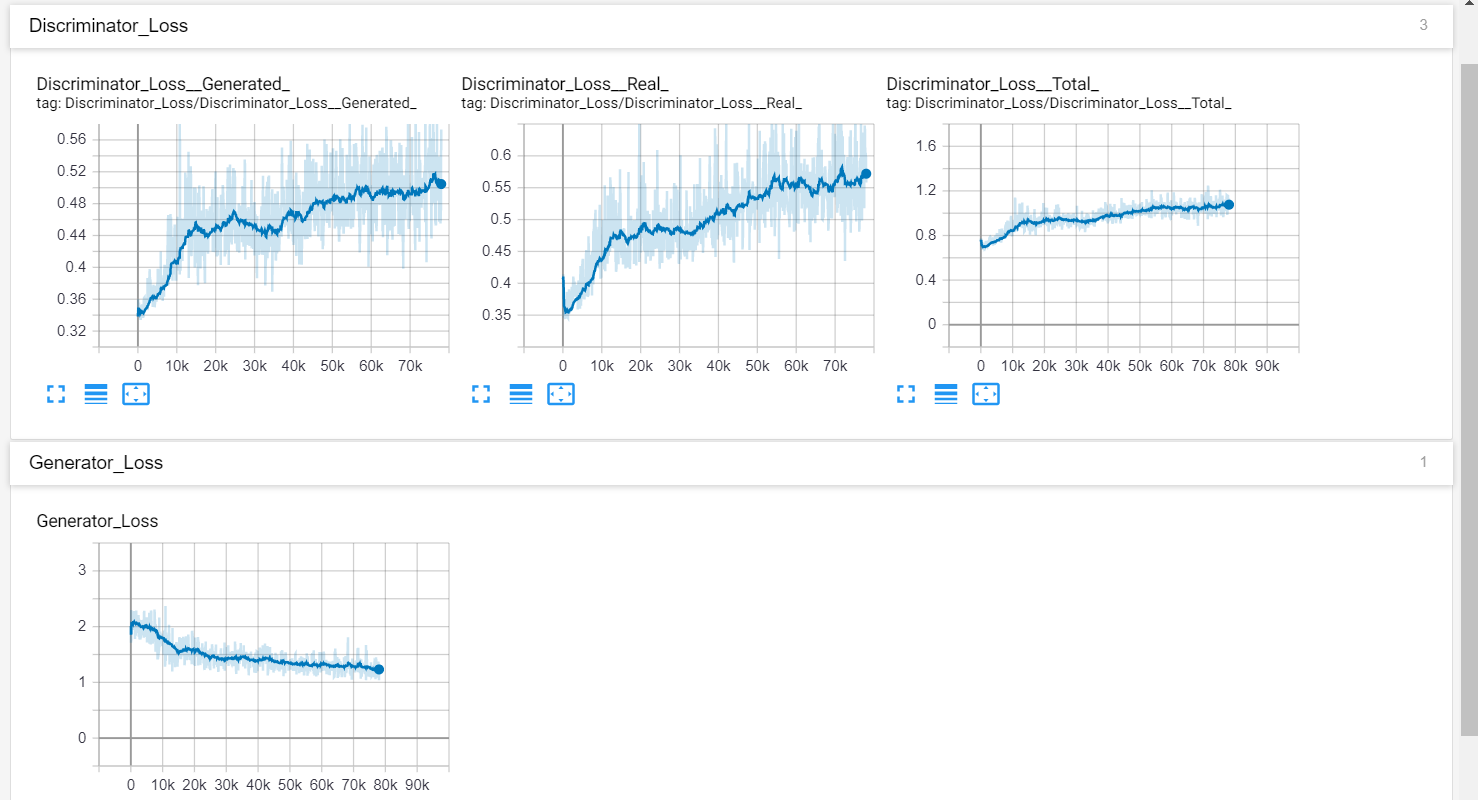 Discriminator_Loss 3
Discriminator_Loss__Generated_
tag: Discriminator_Loss/Discriminator_Loss__Generated_
0.56
0.52
0.48
0.44
0.4
0.36
0.32
0 10k 20k 30k 40k 50k 60k 70k
Discriminator_Loss__Real_
tag: Discriminator_Loss/Discriminator_Loss__Real_
0.6
0.55
0.5
0.45
0.4
0.35
0 10k 20k 30k 40k 50k 60k 70k
Discriminator_Loss__Total_
tag: Discriminator_Loss/Discriminator_Loss__Total_
1.6
1.2
0.8
0.4
0
0 10k 20k 30k 40k 50k 60k 70k 80k 90k
Generator_Loss 1
Generator_Loss
3
2
1
0
0 10k 20k 30k 40k 50k 60k 70k 80k 90k